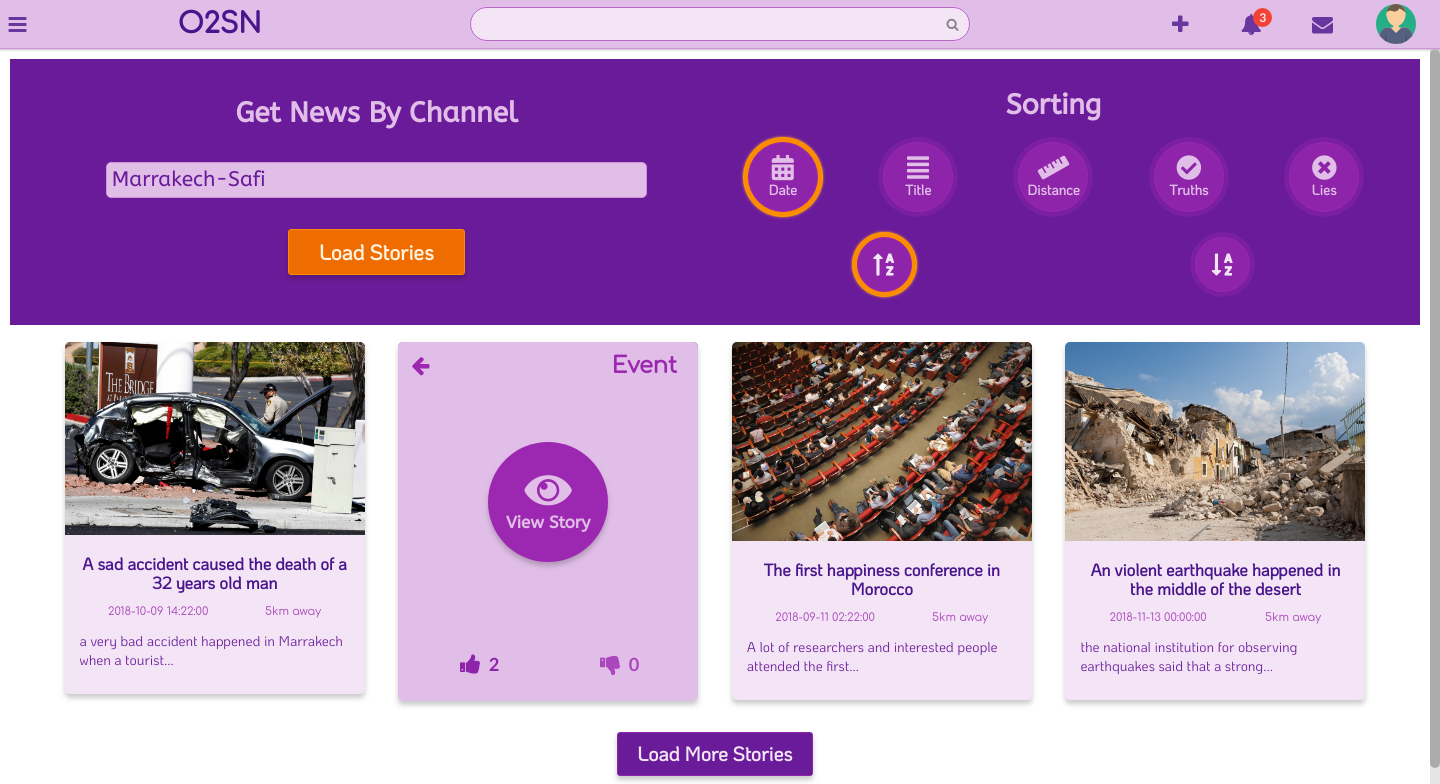 O2SN
3
Get News By Channel
Marrakech-Safi
Load Stories
Sorting
Date
Title
Distance
Truths
Lies
A
Z
A
Z
THE BRIDGE
A sad accident caused the death of a
32 years old man
2018-10-09 14:22:00 5km away
a very bad accident happened in Marrakech
when a tourist...
Event
View Story
2 0
The first happiness conference in
Morocco
2018-09-11 02:22:00 5km away
A lot of researchers and interested people
attended the first...
An violent earthquake happened in
the middle of the desert
2018-11-13 00:00:00 5km away
the national institution for observing
earthquakes said that a strong...
Load More Stories